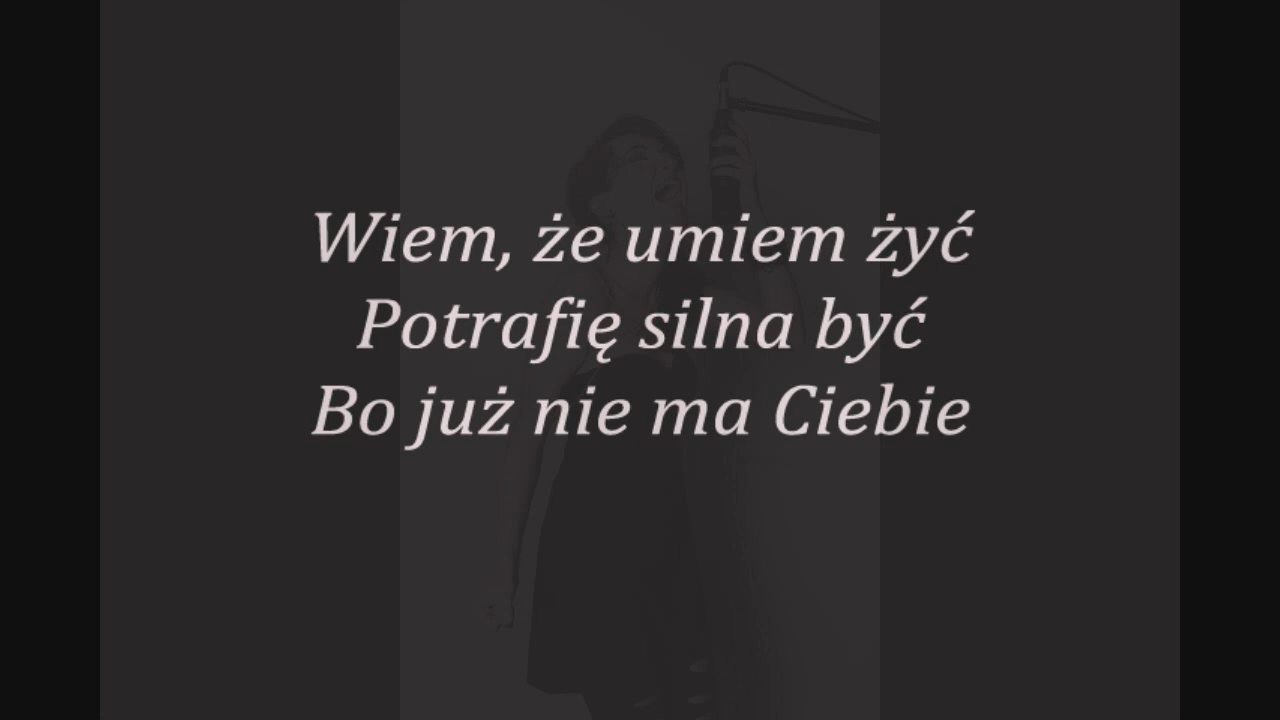 Wiem, że umiem żyć
Potrafię silna być
Bo już nie ma Ciebie